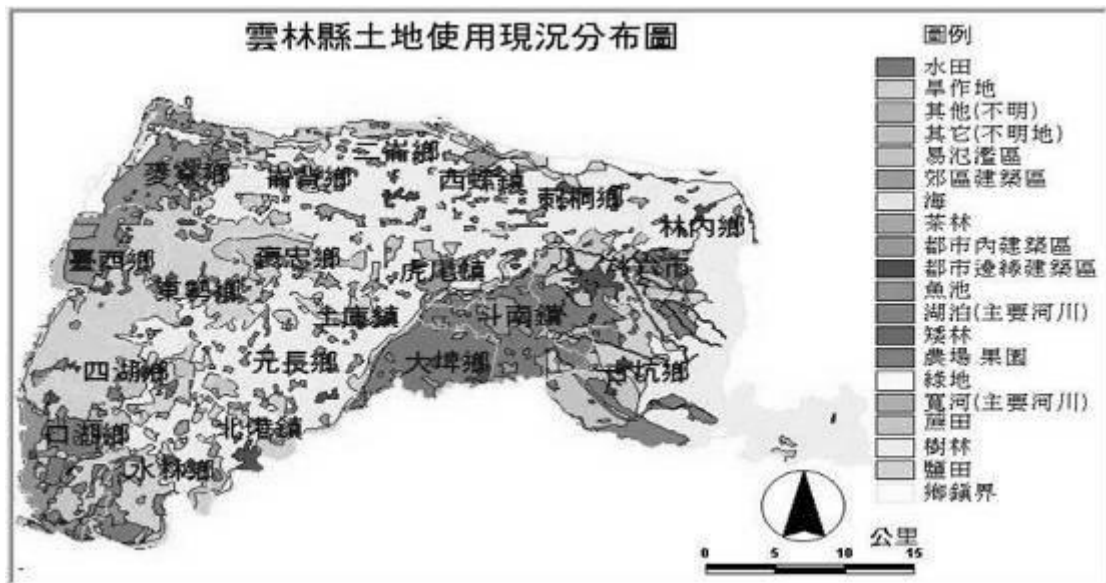 雲林縣土地使用現況分布圖
圖例
水田
旱作地
其他(不明)
其它(不明地)
易氾濫區
郊區建築區
海
茶林
都市內建築區
都市邊緣建築區
魚池
湖泊(主要河川)
矮林
農場 果園
綠地
寬河(主要河川)
蔗田
樹林
鹽田
鄉鎮界
麥寮鄉
崙背鄉
二崙鄉
西螺鎮
莿桐鄉
林內鄉
臺西鄉
東勢鄉
褒忠鄉
虎尾鎮
斗六市
土庫鎮
斗南鎮
四湖鄉
元長鄉
大埤鄉
古坑鄉
口湖鄉
北港鎮
水林鄉
公里
0 5 10 15